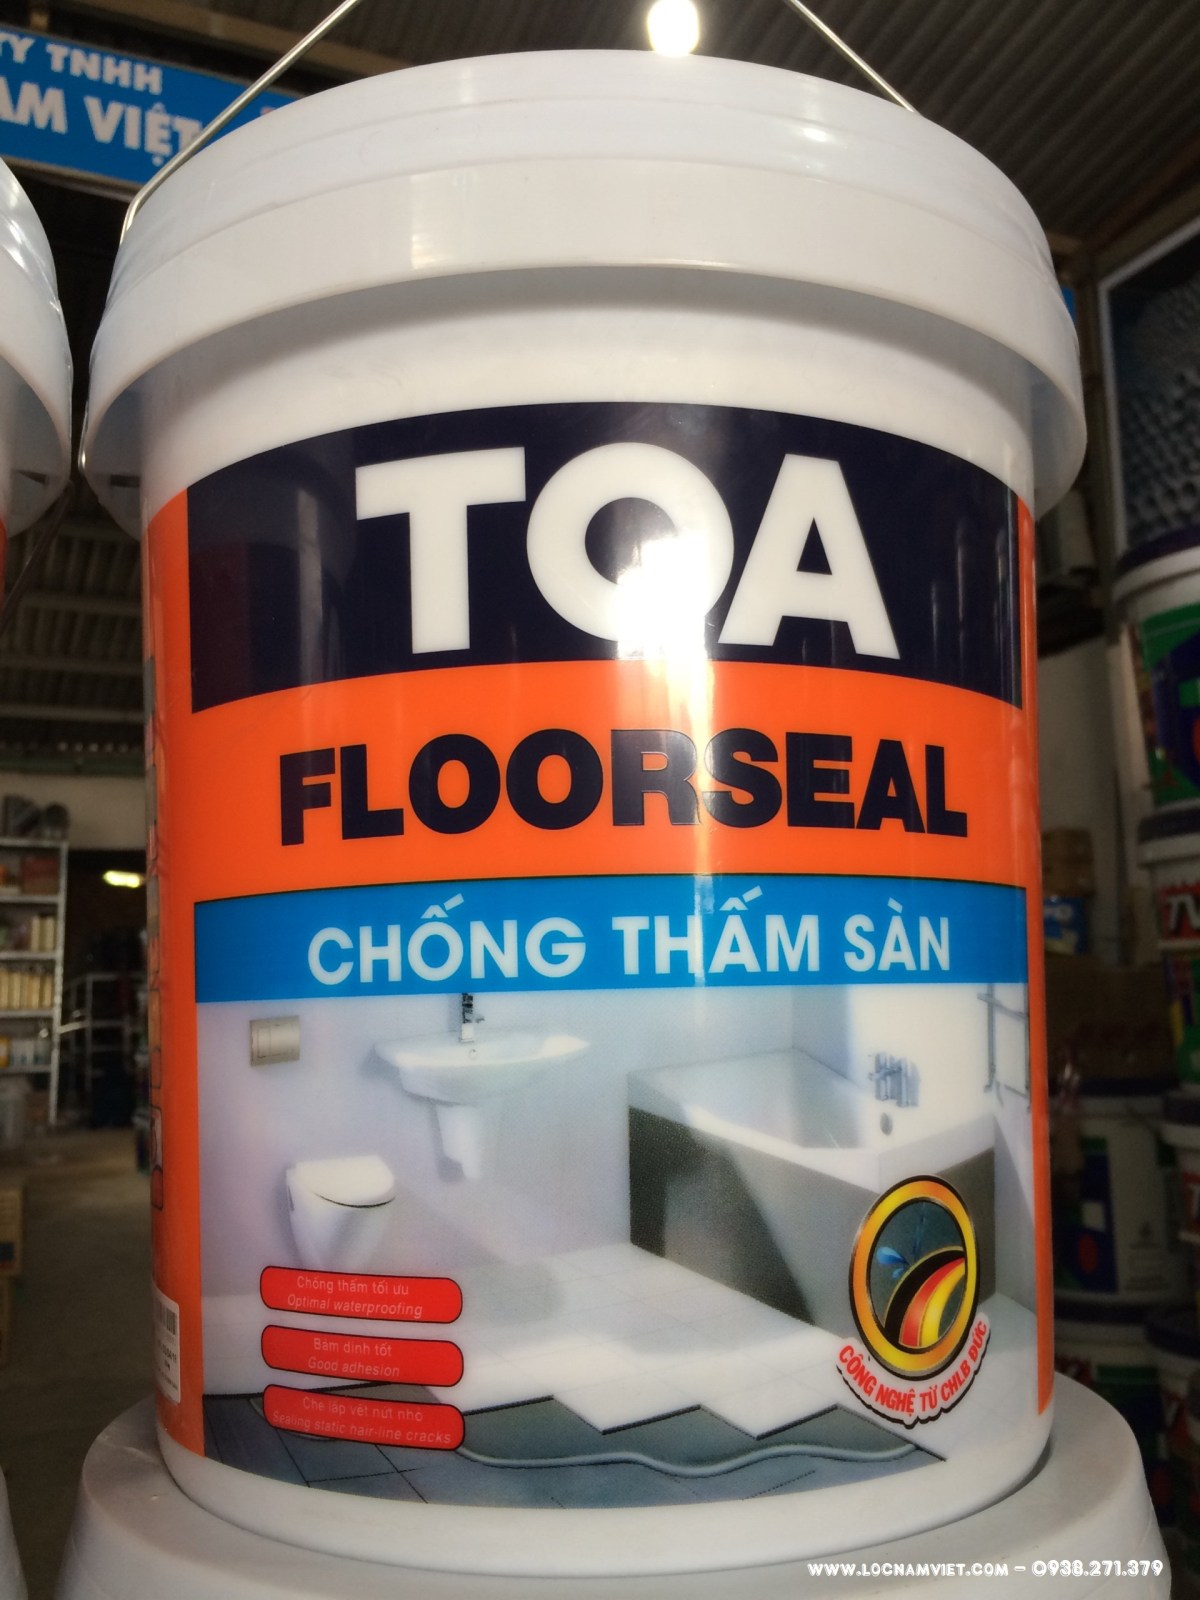 TY TNHH
AM VIỆT
TOA
FLOORSEAL
CHỐNG THẤM SÀN
Chống thấm tối ưu
Optimal waterproofing
Bám dính tốt
Good adhesion
Che lấp vết nứt nhỏ
Sealing static hair-line cracks
CÔNG NGHỆ TỪ CHLB ĐỨC
www.locnamviet.com - 0938.271.379